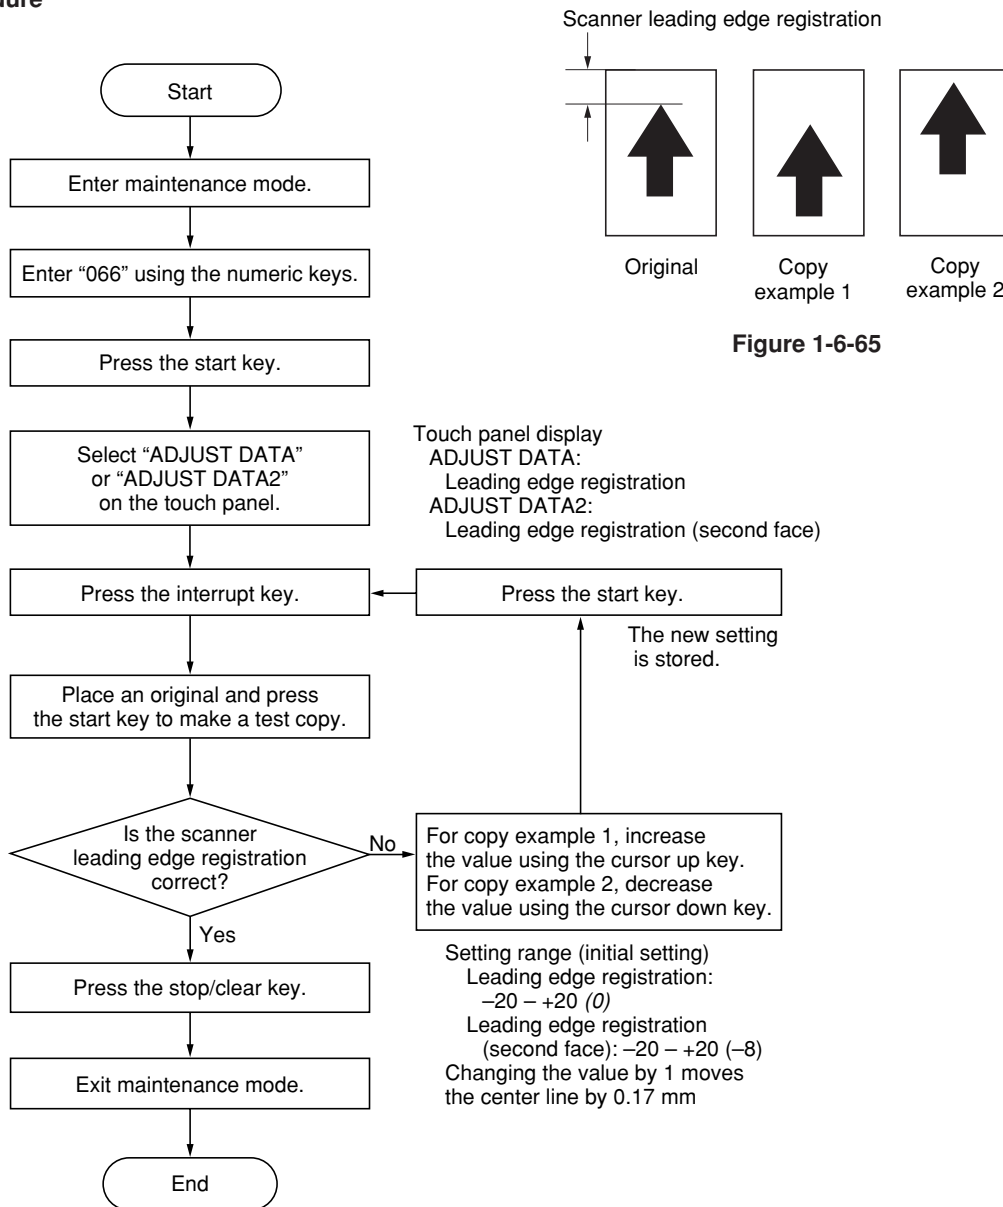 Scanner leading edge registration
Original
Copy
example 1
Copy
example 2
Figure 1-6-65
Start
Enter maintenance mode.
Enter “066” using the numeric keys.
Press the start key.
Select “ADJUST DATA”
or “ADJUST DATA2”
on the touch panel.
Touch panel display
ADJUST DATA:
Leading edge registration
ADJUST DATA2:
Leading edge registration (second face)
Press the interrupt key.
Press the start key.
The new setting
is stored.
Place an original and press
the start key to make a test copy.
Is the scanner
leading edge registration
correct?
No
For copy example 1, increase
the value using the cursor up key.
For copy example 2, decrease
the value using the cursor down key.
Yes
Setting range (initial setting)
Leading edge registration:
–20 – +20 (0)
Leading edge registration
(second face): –20 – +20 (–8)
Changing the value by 1 moves
the center line by 0.17 mm
Press the stop/clear key.
Exit maintenance mode.
End